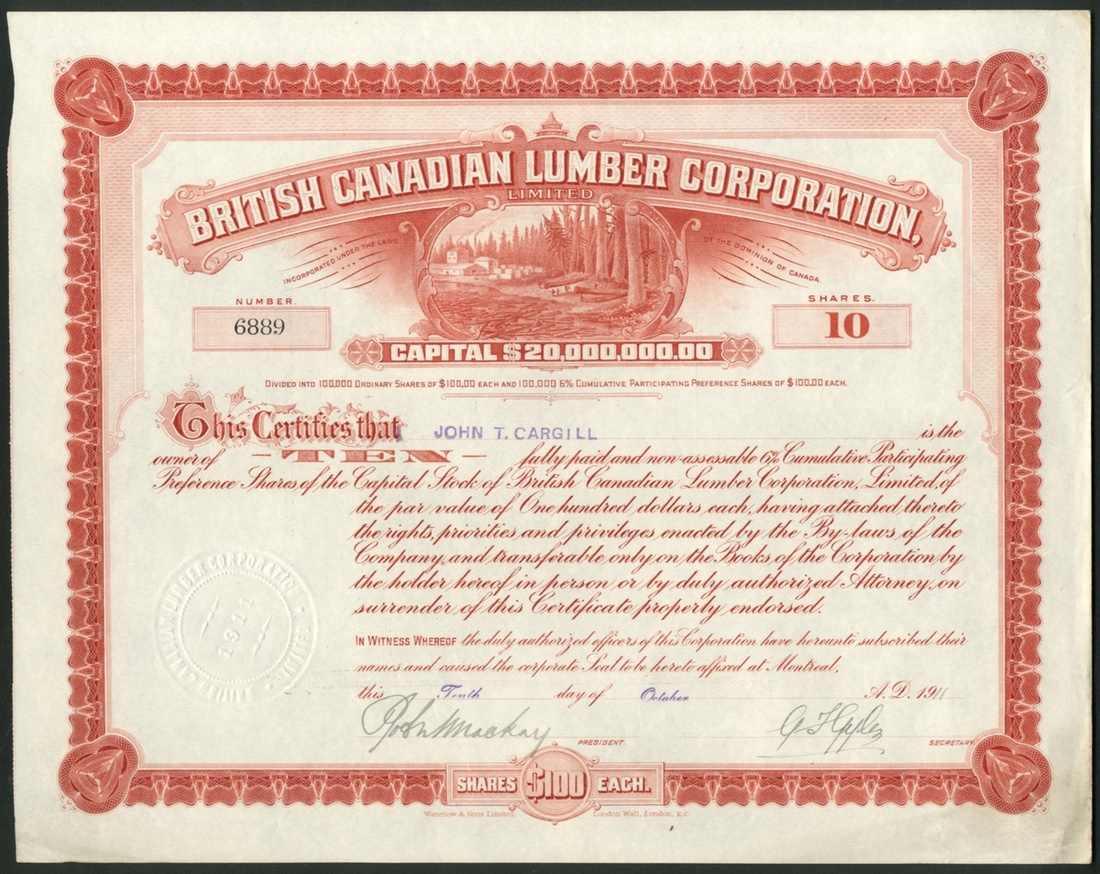 BRITISH CANADIAN LUMBER CORPORATION,
LIMITED
INCORPORATED UNDER THE LAWS OF THE DOMINION OF CANADA.
NUMBER.
6889
SHARES.
10
CAPITAL $20,000,000.00
DIVIDED INTO 100,000 ORDINARY SHARES OF $100.00 EACH AND 100,000 6% CUMULATIVE PARTICIPATING PREFERENCE SHARES OF $100.00 EACH.
This Certifies that JOHN T. CARGILL is the
owner of -TEN- fully paid and non-assessable 6% Cumulative Participating
Preference Shares of the Capital Stock of British Canadian Lumber Corporation, Limited, of
the par value of One hundred dollars each, having attached thereto
the rights, priorities, and privileges, enacted by the By-laws of the
Company, and transferable only on the Books of the Corporation by
the holder hereof, in person, or by duly authorized Attorney, on
surrender of this Certificate properly endorsed.
IN WITNESS WHEREOF the duly authorized officers of this Corporation have hereunto subscribed their
names and caused the corporate Seal to be hereto affixed at Montreal,
this Tenth day of October A.D. 1911
PRESIDENT.
SECRETARY
LUMBER CORPORATION
LIMITED
1911
SHARES $100 EACH.
Waterlow & Sons Limited, London Wall, London, E.C.